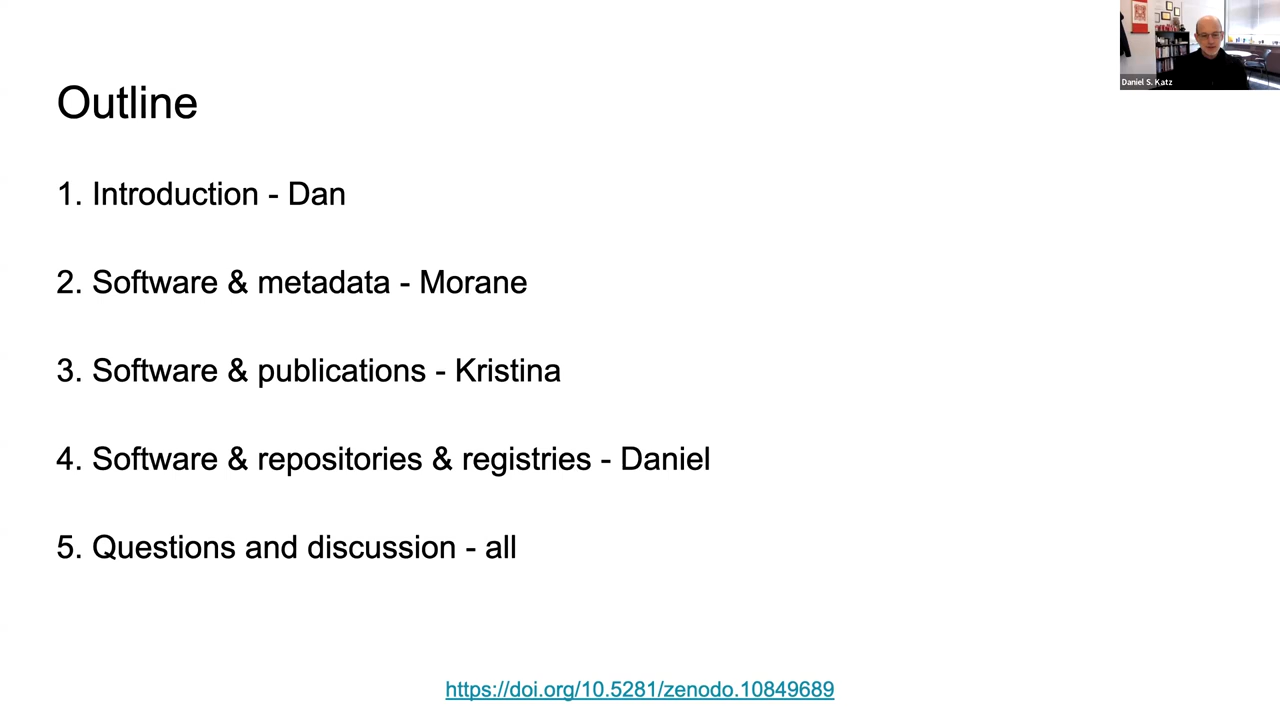 Daniel S. Katz
Outline
1. Introduction - Dan
2. Software & metadata - Morane
3. Software & publications - Kristina
4. Software & repositories & registries - Daniel
5. Questions and discussion - all
https://doi.org/10.5281/zenodo.10849689